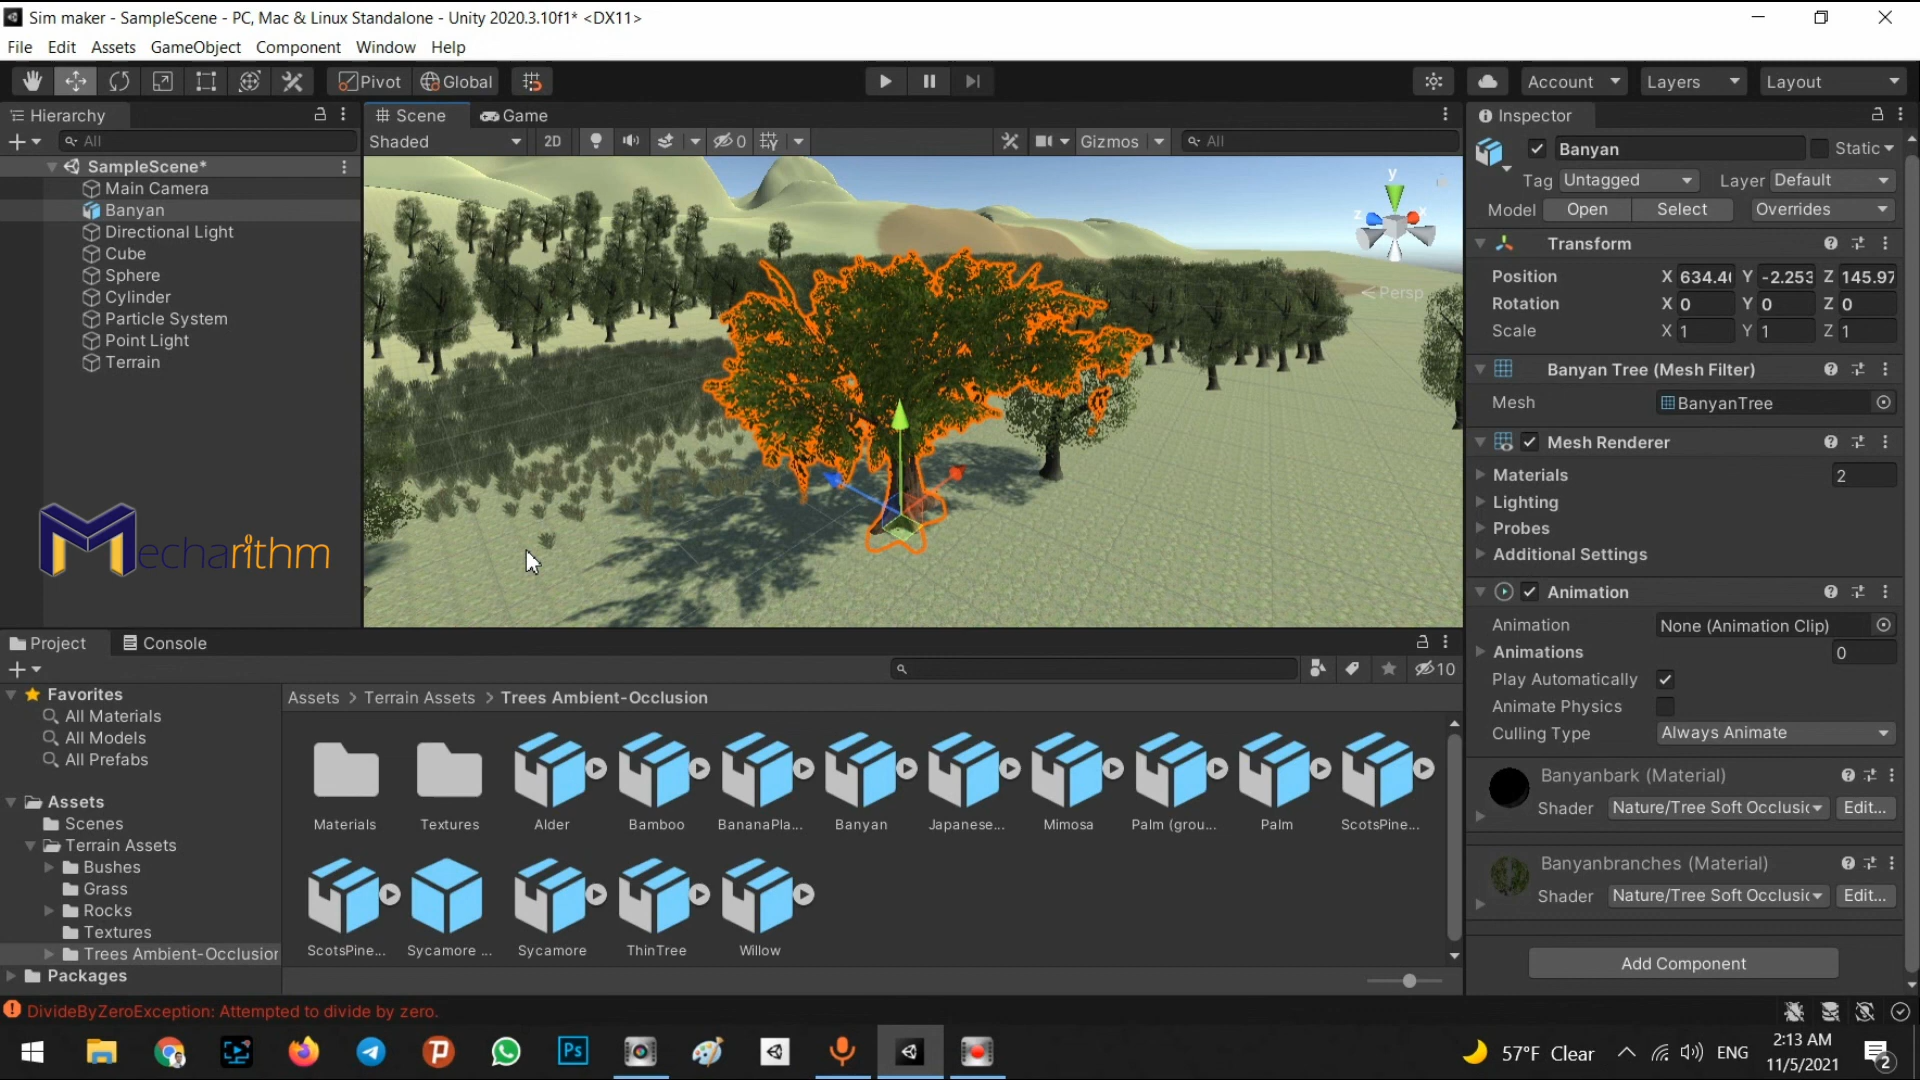 Sim maker - SampleScene - PC, Mac & Linux Standalone - Unity 2020.3.10f1* <DX11>
File Edit Assets GameObject Component Window Help
Pivot Global Account Layers Layout
Hierarchy
All
SampleScene*
Main Camera
Banyan
Directional Light
Cube
Sphere
Cylinder
Particle System
Point Light
Terrain
Mecharithm
Scene Game
Shaded 2D 0 Gizmos All
y
z x
< Persp
Inspector
Banyan Static
Tag Untagged Layer Default
Model Open Select Overrides
Transform
Position X 634.4 Y -2.253 Z 145.97
Rotation X 0 Y 0 Z 0
Scale X 1 Y 1 Z 1
Banyan Tree (Mesh Filter)
Mesh BanyanTree
Mesh Renderer
Materials 2
Lighting
Probes
Additional Settings
Animation
Animation None (Animation Clip)
Animations 0
Play Automatically
Animate Physics
Culling Type Always Animate
Banyanbark (Material)
Shader Nature/Tree Soft Occlusi Edit...
Banyanbranches (Material)
Shader Nature/Tree Soft Occlusi Edit...
Add Component
Project Console
10
Favorites
All Materials
All Models
All Prefabs
Assets
Scenes
Terrain Assets
Bushes
Grass
Rocks
Textures
Trees Ambient-Occlusion
Packages
Assets > Terrain Assets > Trees Ambient-Occlusion
Materials Textures Alder Bamboo BananaPla... Banyan Japanese... Mimosa Palm (grou... Palm ScotsPine...
ScotsPine... Sycamore ... Sycamore ThinTree Willow
DivideByZeroException: Attempted to divide by zero.
Ps
57°F Clear ENG
2:13 AM
11/5/2021
2